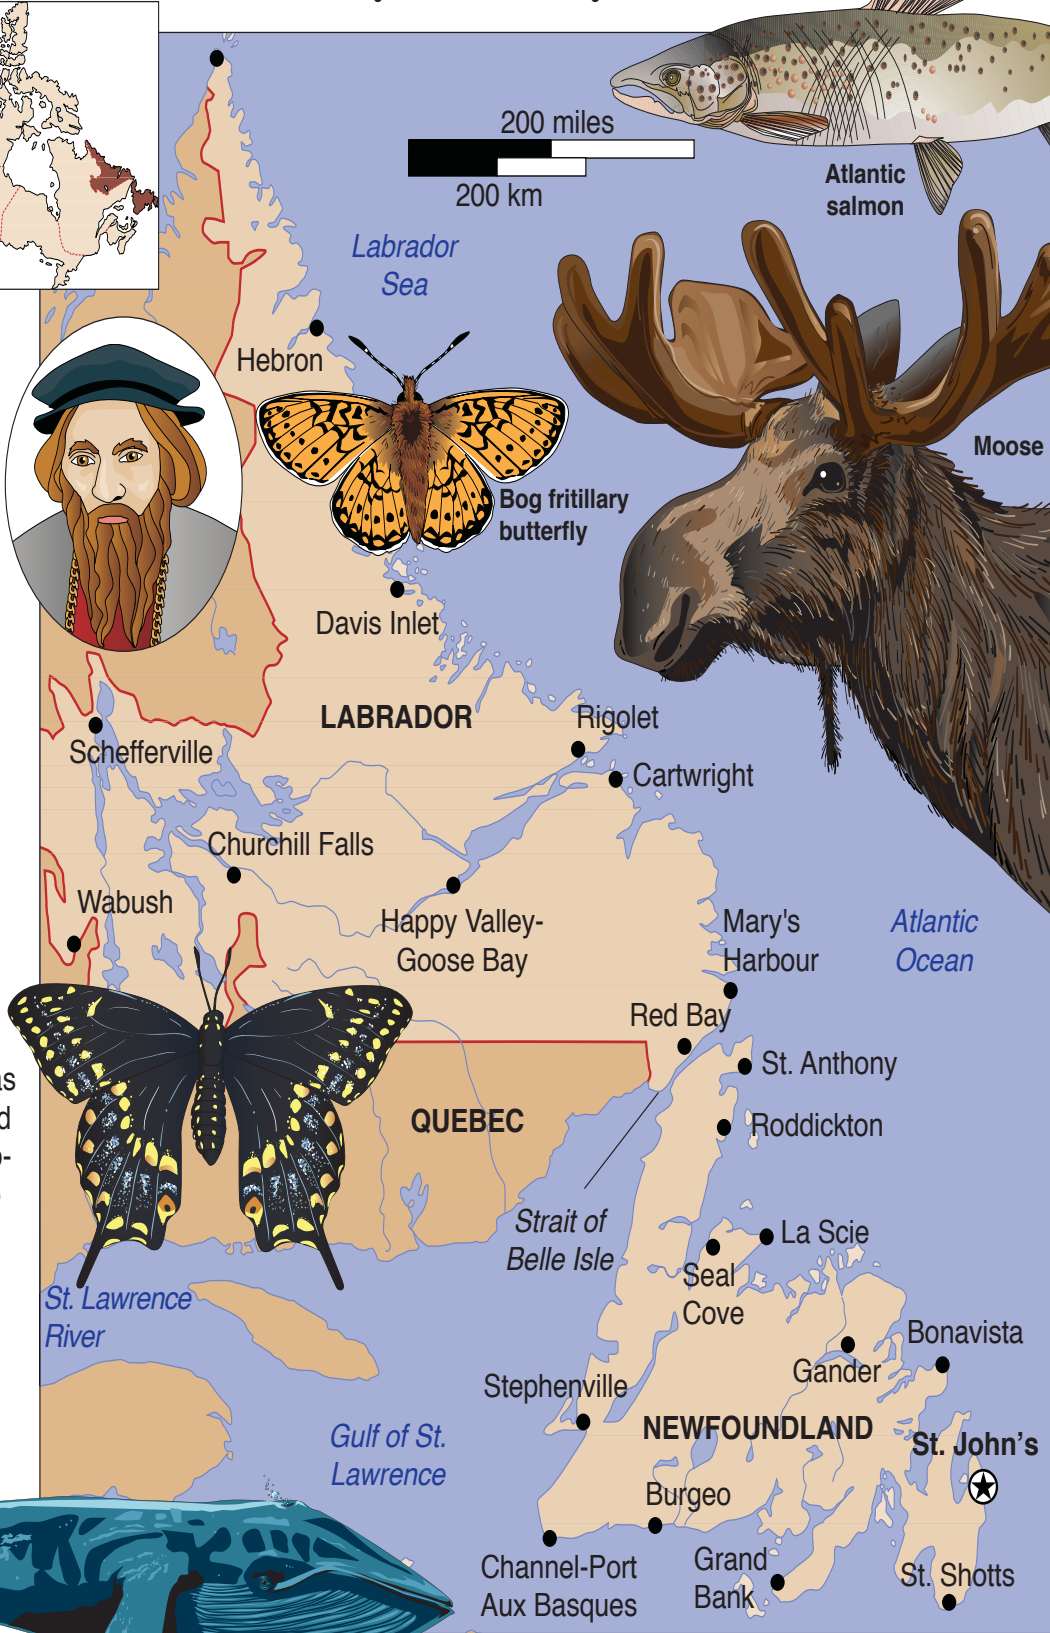 200 miles
200 km
Atlantic
salmon
Labrador
Sea
Hebron
Moose
Bog fritillary
butterfly
Davis Inlet
LABRADOR
Rigolet
Schefferville
Cartwright
Churchill Falls
Wabush
Happy Valley-
Goose Bay
Mary's
Harbour
Atlantic
Ocean
Red Bay
St. Anthony
QUEBEC
Roddickton
Strait of
Belle Isle
La Scie
Seal
Cove
St. Lawrence
River
Bonavista
Gander
Stephenville
NEWFOUNDLAND
St. John's
Gulf of St.
Lawrence
Burgeo
Channel-Port
Aux Basques
Grand
Bank
St. Shotts